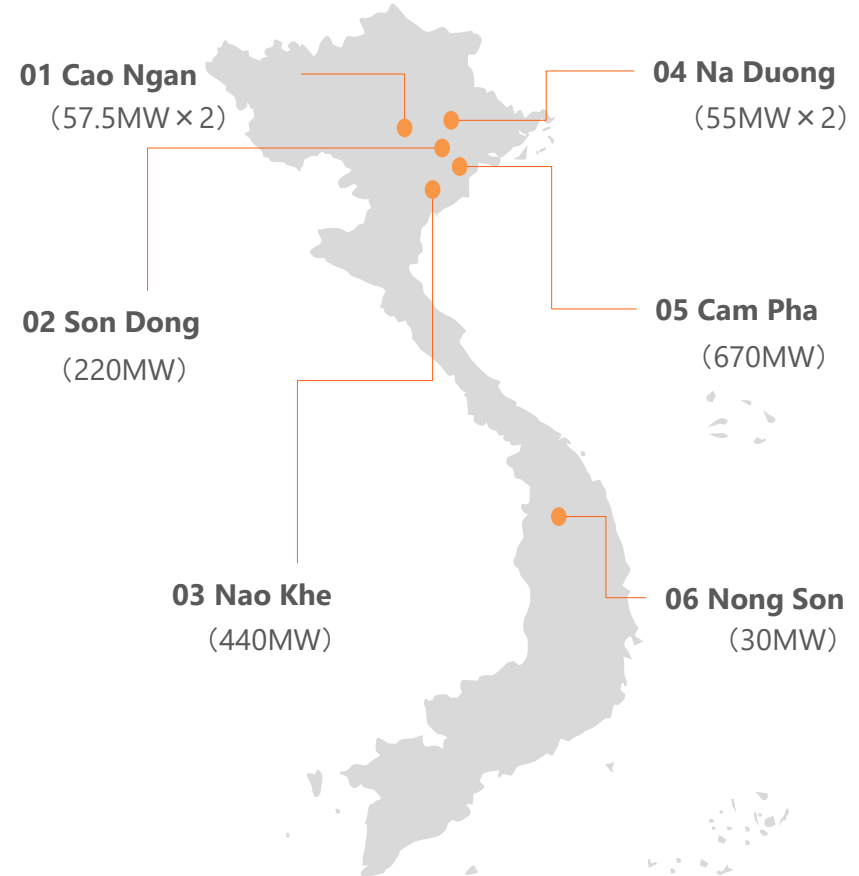 01 Cao Ngan
（57.5MW×2）
02 Son Dong
（220MW）
03 Nao Khe
（440MW）
04 Na Duong
（55MW×2）
05 Cam Pha
（670MW）
06 Nong Son
（30MW）